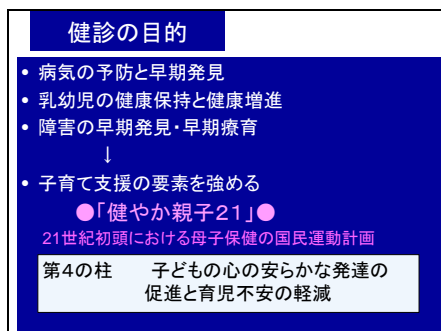 健診の目的
• 病気の予防と早期発見
• 乳幼児の健康保持と健康増進
• 障害の早期発見・早期療育
↓
• 子育て支援の要素を強める
●「健やか親子21」●
21世紀初頭における母子保健の国民運動計画
第4の柱　子どもの心の安らかな発達の
促進と育児不安の軽減